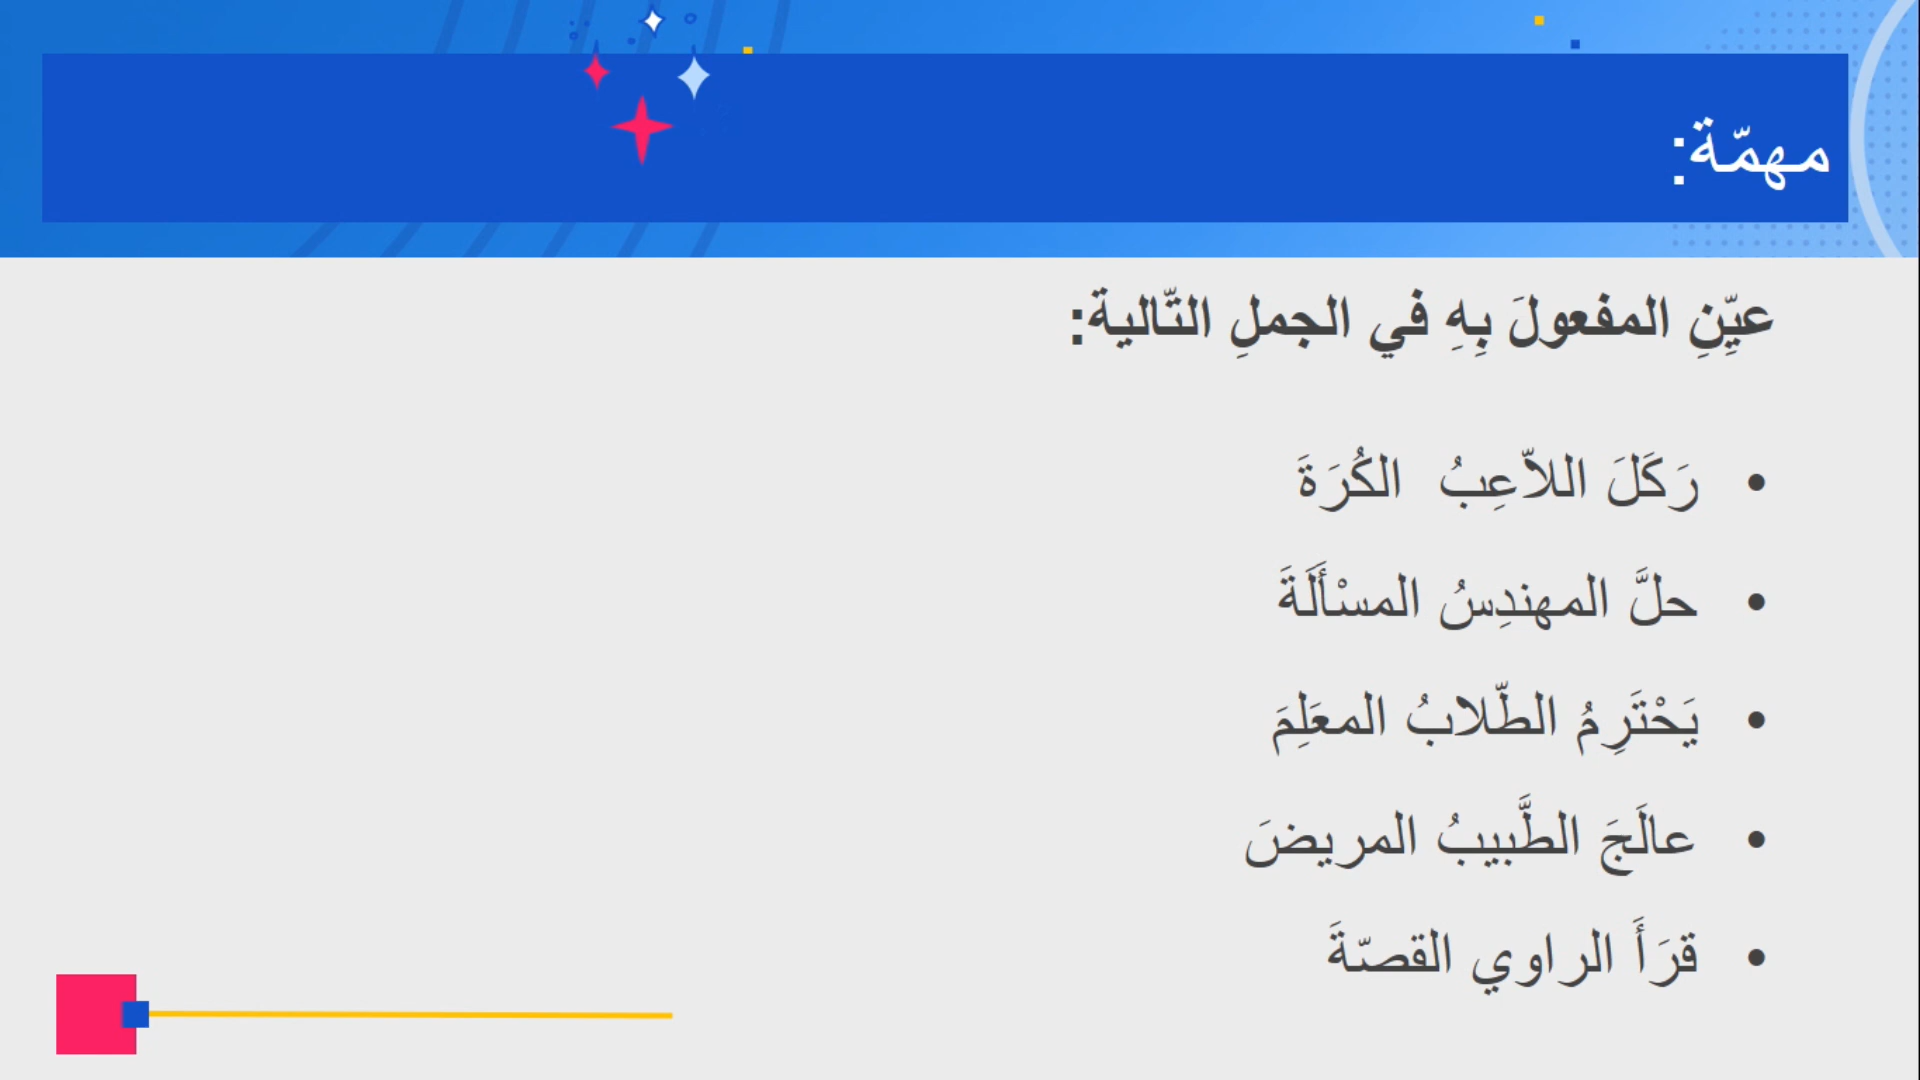 مهمّة:
عيِّنِ المفعولَ بِهِ في الجملِ التّالية:
• رَكَلَ اللاّعِبُ الكُرَةَ
• حلَّ المهندِسُ المسْأَلَةَ
• يَحْتَرِمُ الطّلابُ المعَلِمَ
• عالَجَ الطَّبيبُ المريضَ
• قرَأَ الراوي القصّةَ